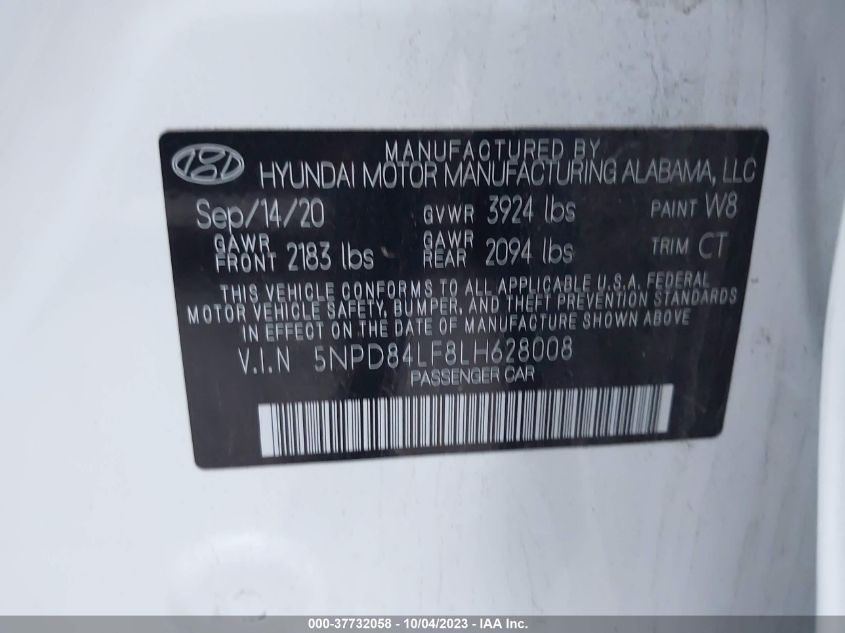 MANUFACTURED BY
HYUNDAI MOTOR MANUFACTURING ALABAMA, LLC
Sep/14/20 GVWR 3924 lbs PAINT W8
GAWR FRONT 2183 lbs GAWR REAR 2094 lbs TRIM CT
THIS VEHICLE CONFORMS TO ALL APPLICABLE U.S.A. FEDERAL
MOTOR VEHICLE SAFETY, BUMPER, AND THEFT PREVENTION STANDARDS
IN EFFECT ON THE DATE OF MANUFACTURE SHOWN ABOVE.
V.I.N 5NPD84LF8LH628008
PASSENGER CAR
000-37732058 - 10/04/2023 - IAA Inc.